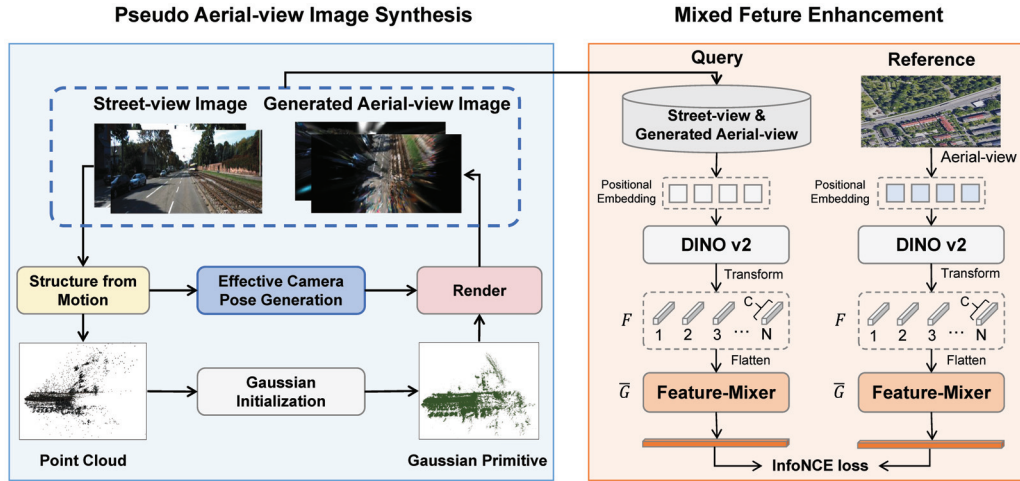 Pseudo Aerial-view Image Synthesis
Street-view Image
Generated Aerial-view Image
Structure from
Motion
Effective Camera
Pose Generation
Render
Gaussian
Initialization
Point Cloud
Gaussian Primitive
Mixed Feture Enhancement
Query
Reference
Street-view &
Generated Aerial-view
Aerial-view
Positional
Embedding
Positional
Embedding
DINO v2
DINO v2
Transform
Transform
F
C
1 2 3 ... N
F
C
1 2 3 ... N
Flatten
Flatten
G̅
Feature-Mixer
G̅
Feature-Mixer
InfoNCE loss